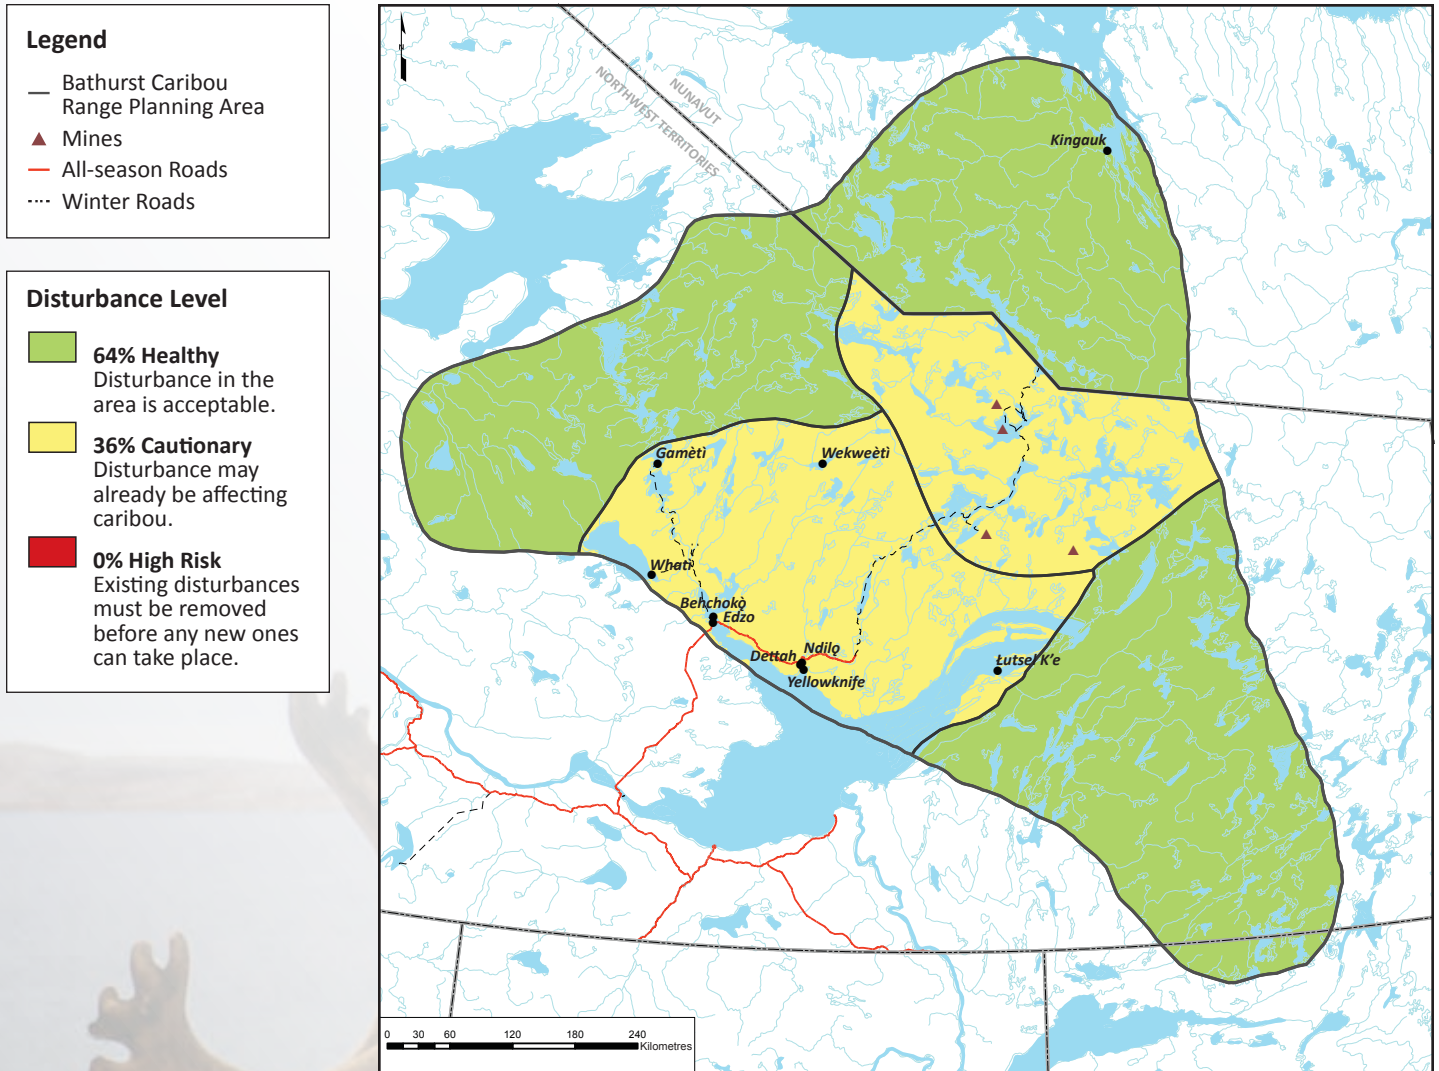 Legend
Bathurst Caribou
Range Planning Area
Mines
All-season Roads
Winter Roads
Disturbance Level
64% Healthy
Disturbance in the
area is acceptable.
36% Cautionary
Disturbance may
already be affecting
caribou.
0% High Risk
Existing disturbances
must be removed
before any new ones
can take place.
N
NUNAVUT
NORTHWEST TERRITORIES
Kingauk
Gamètì
Wekweètì
Whatì
Behchokǫ̀
Edzo
Dettah
Ndilo
Yellowknife
Łutsel K'e
0 30 60 120 180 240
Kilometres